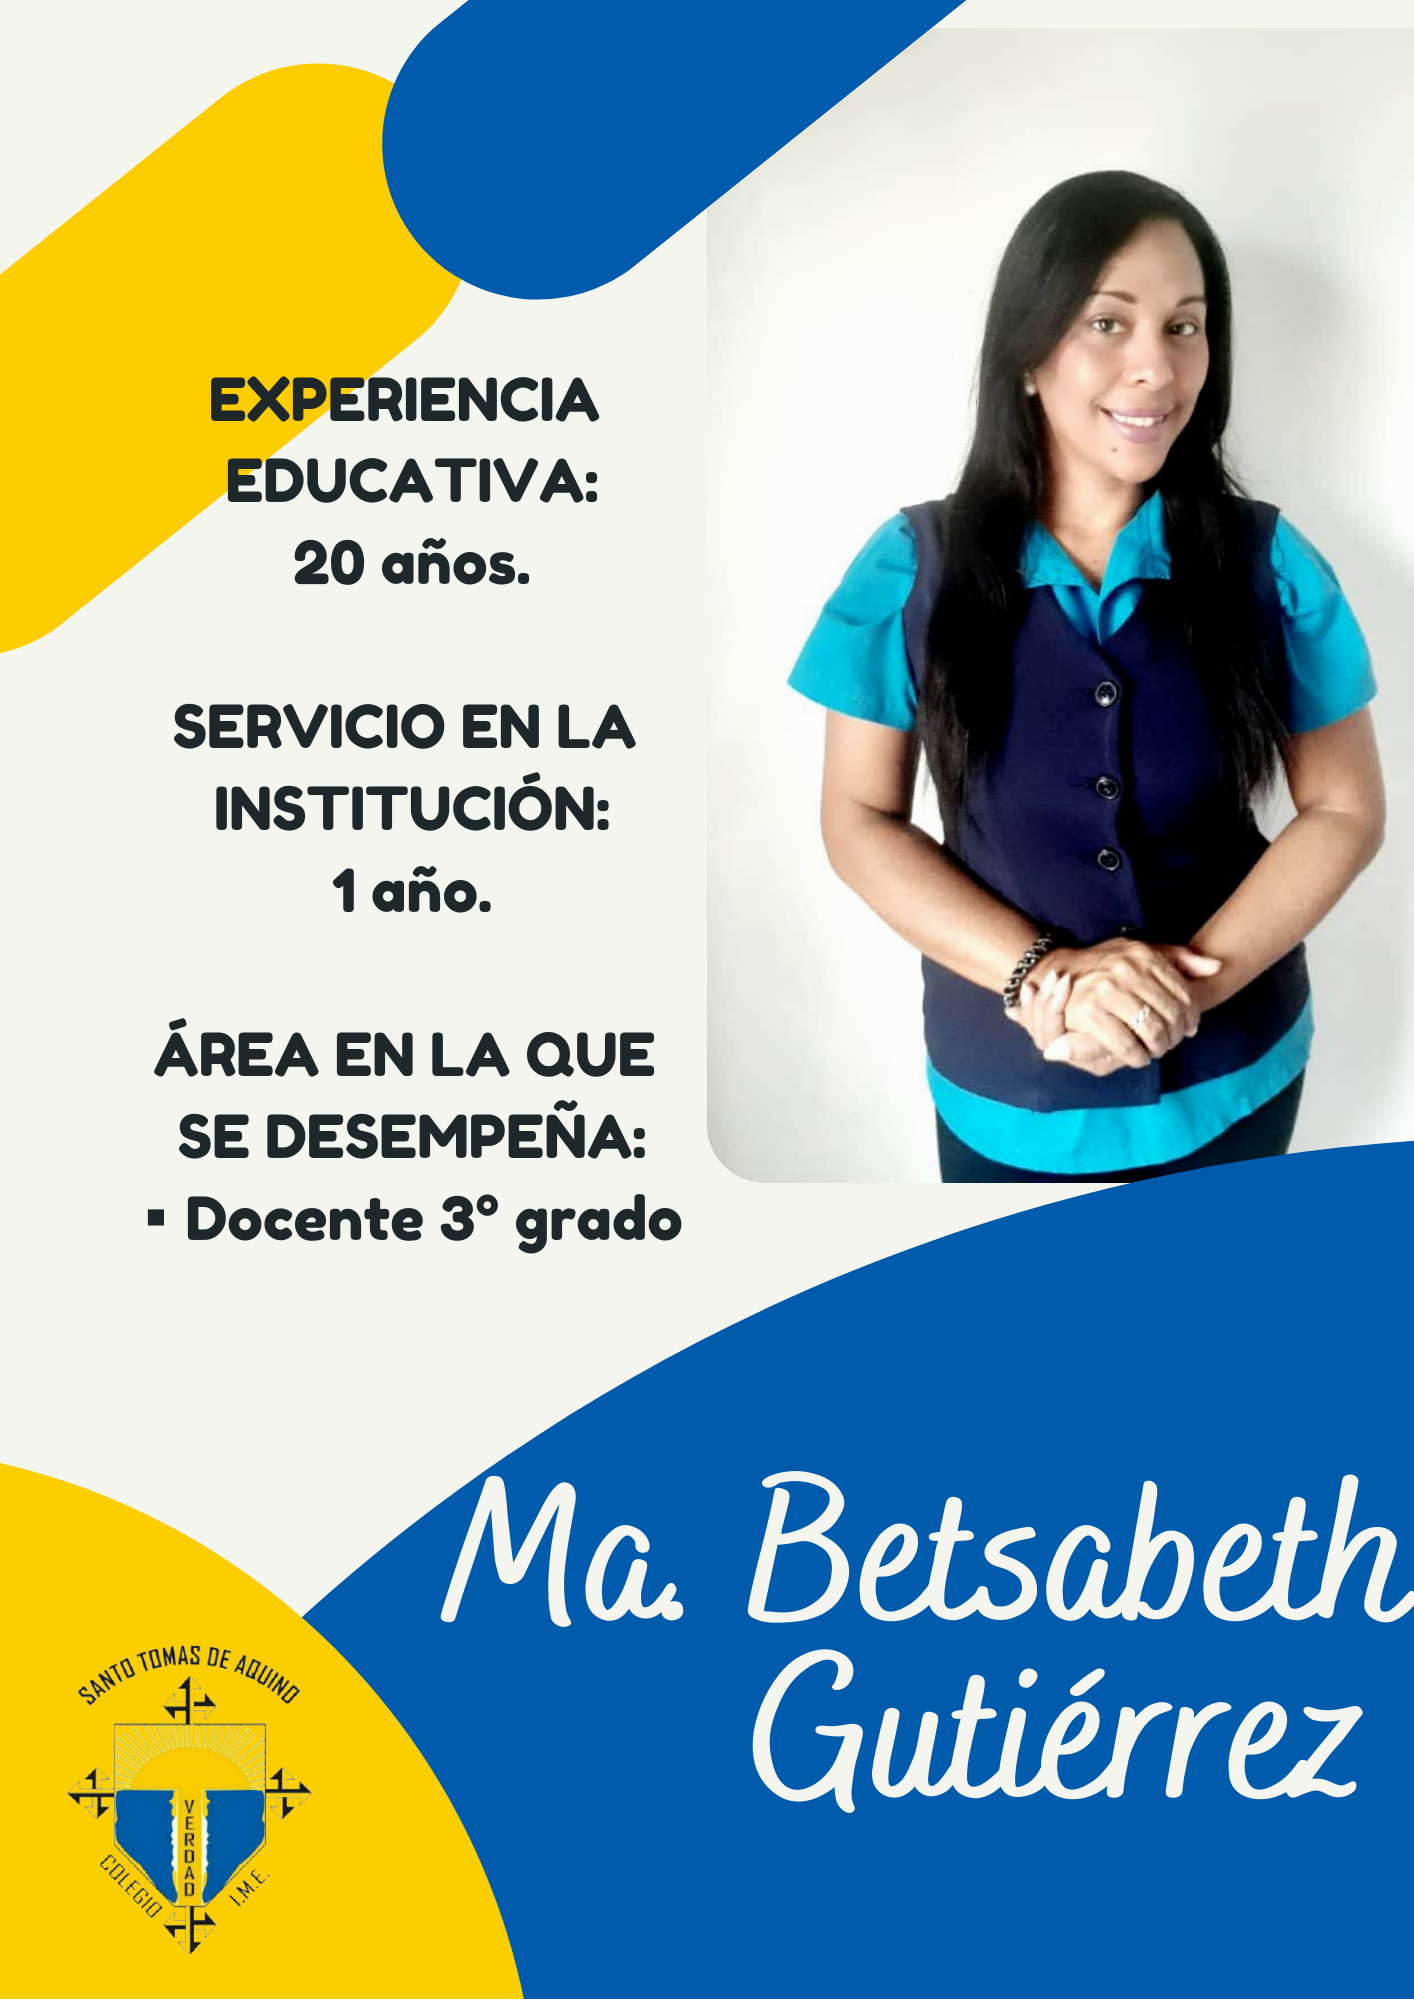 EXPERIENCIA
EDUCATIVA:
20 años.
SERVICIO EN LA
INSTITUCIÓN:
1 año.
ÁREA EN LA QUE
SE DESEMPEÑA:
▪ Docente 3° grado
Ma. Betsabeth
Gutiérrez
SANTO TOMAS DE AQUINO
VERDAD
COLEGIO I.M.E.